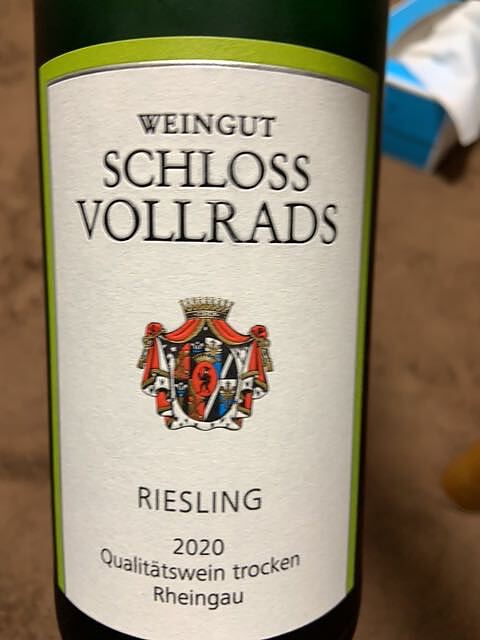 WEINGUT
SCHLOSS
VOLLRADS
RIESLING
2020
Qualitätswein trocken
Rheingau